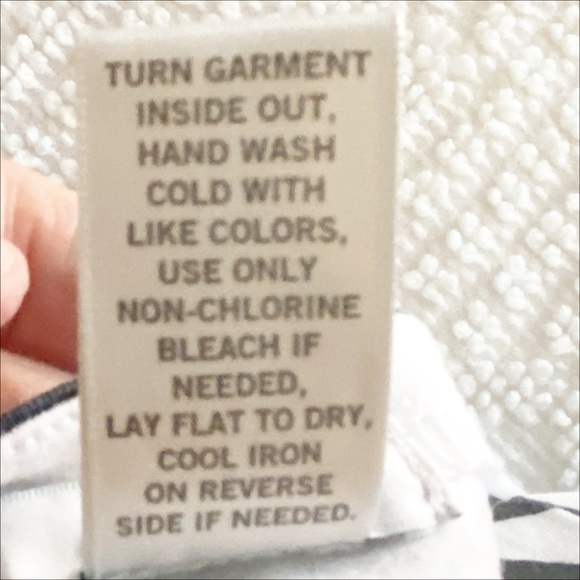 TURN GARMENT
INSIDE OUT,
HAND WASH
COLD WITH
LIKE COLORS,
USE ONLY
NON-CHLORINE
BLEACH IF
NEEDED,
LAY FLAT TO DRY,
COOL IRON
ON REVERSE
SIDE IF NEEDED.